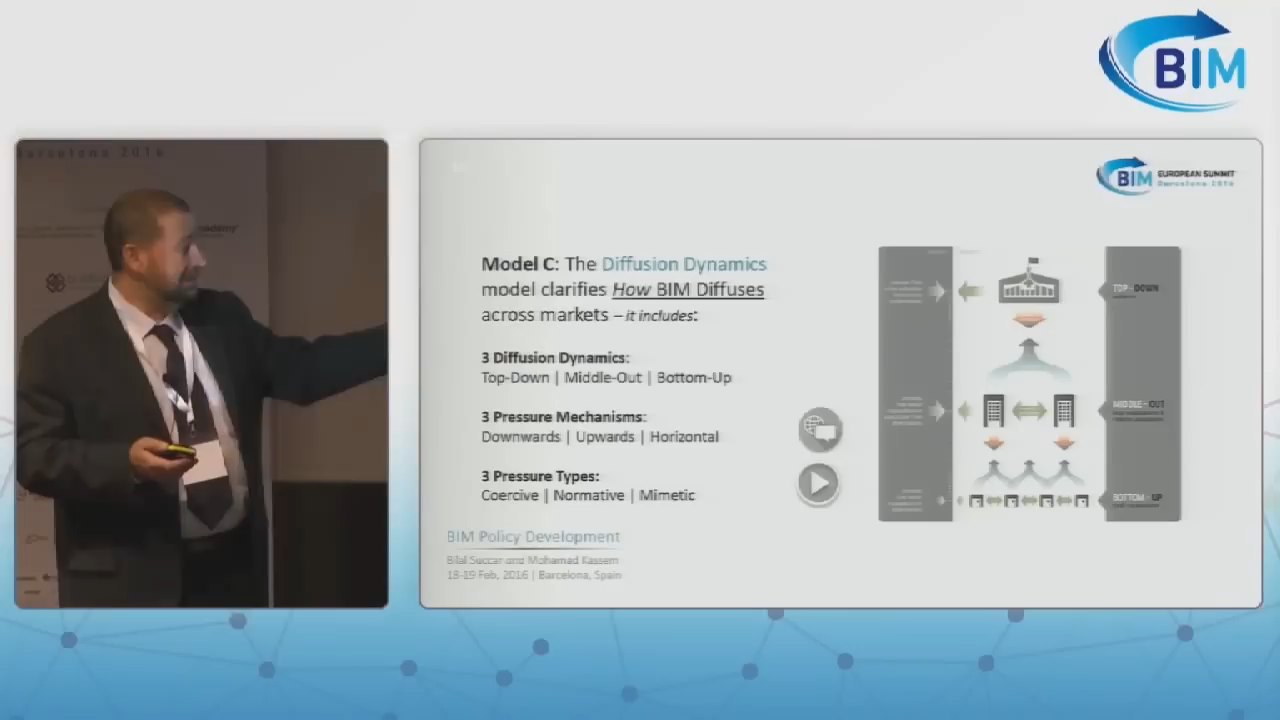 BIM
Barcelona 2016
BIM EUROPEAN SUMMIT
Barcelona 2016
Model C: The Diffusion Dynamics
model clarifies How BIM Diffuses
across markets – it includes:
3 Diffusion Dynamics:
Top-Down | Middle-Out | Bottom-Up
3 Pressure Mechanisms:
Downwards | Upwards | Horizontal
3 Pressure Types:
Coercive | Normative | Mimetic
BIM Policy Development
Bilal Succar and Mohamad Kassem
18-19 Feb, 2016 | Barcelona, Spain
TOP-DOWN
MIDDLE-OUT
BOTTOM-UP